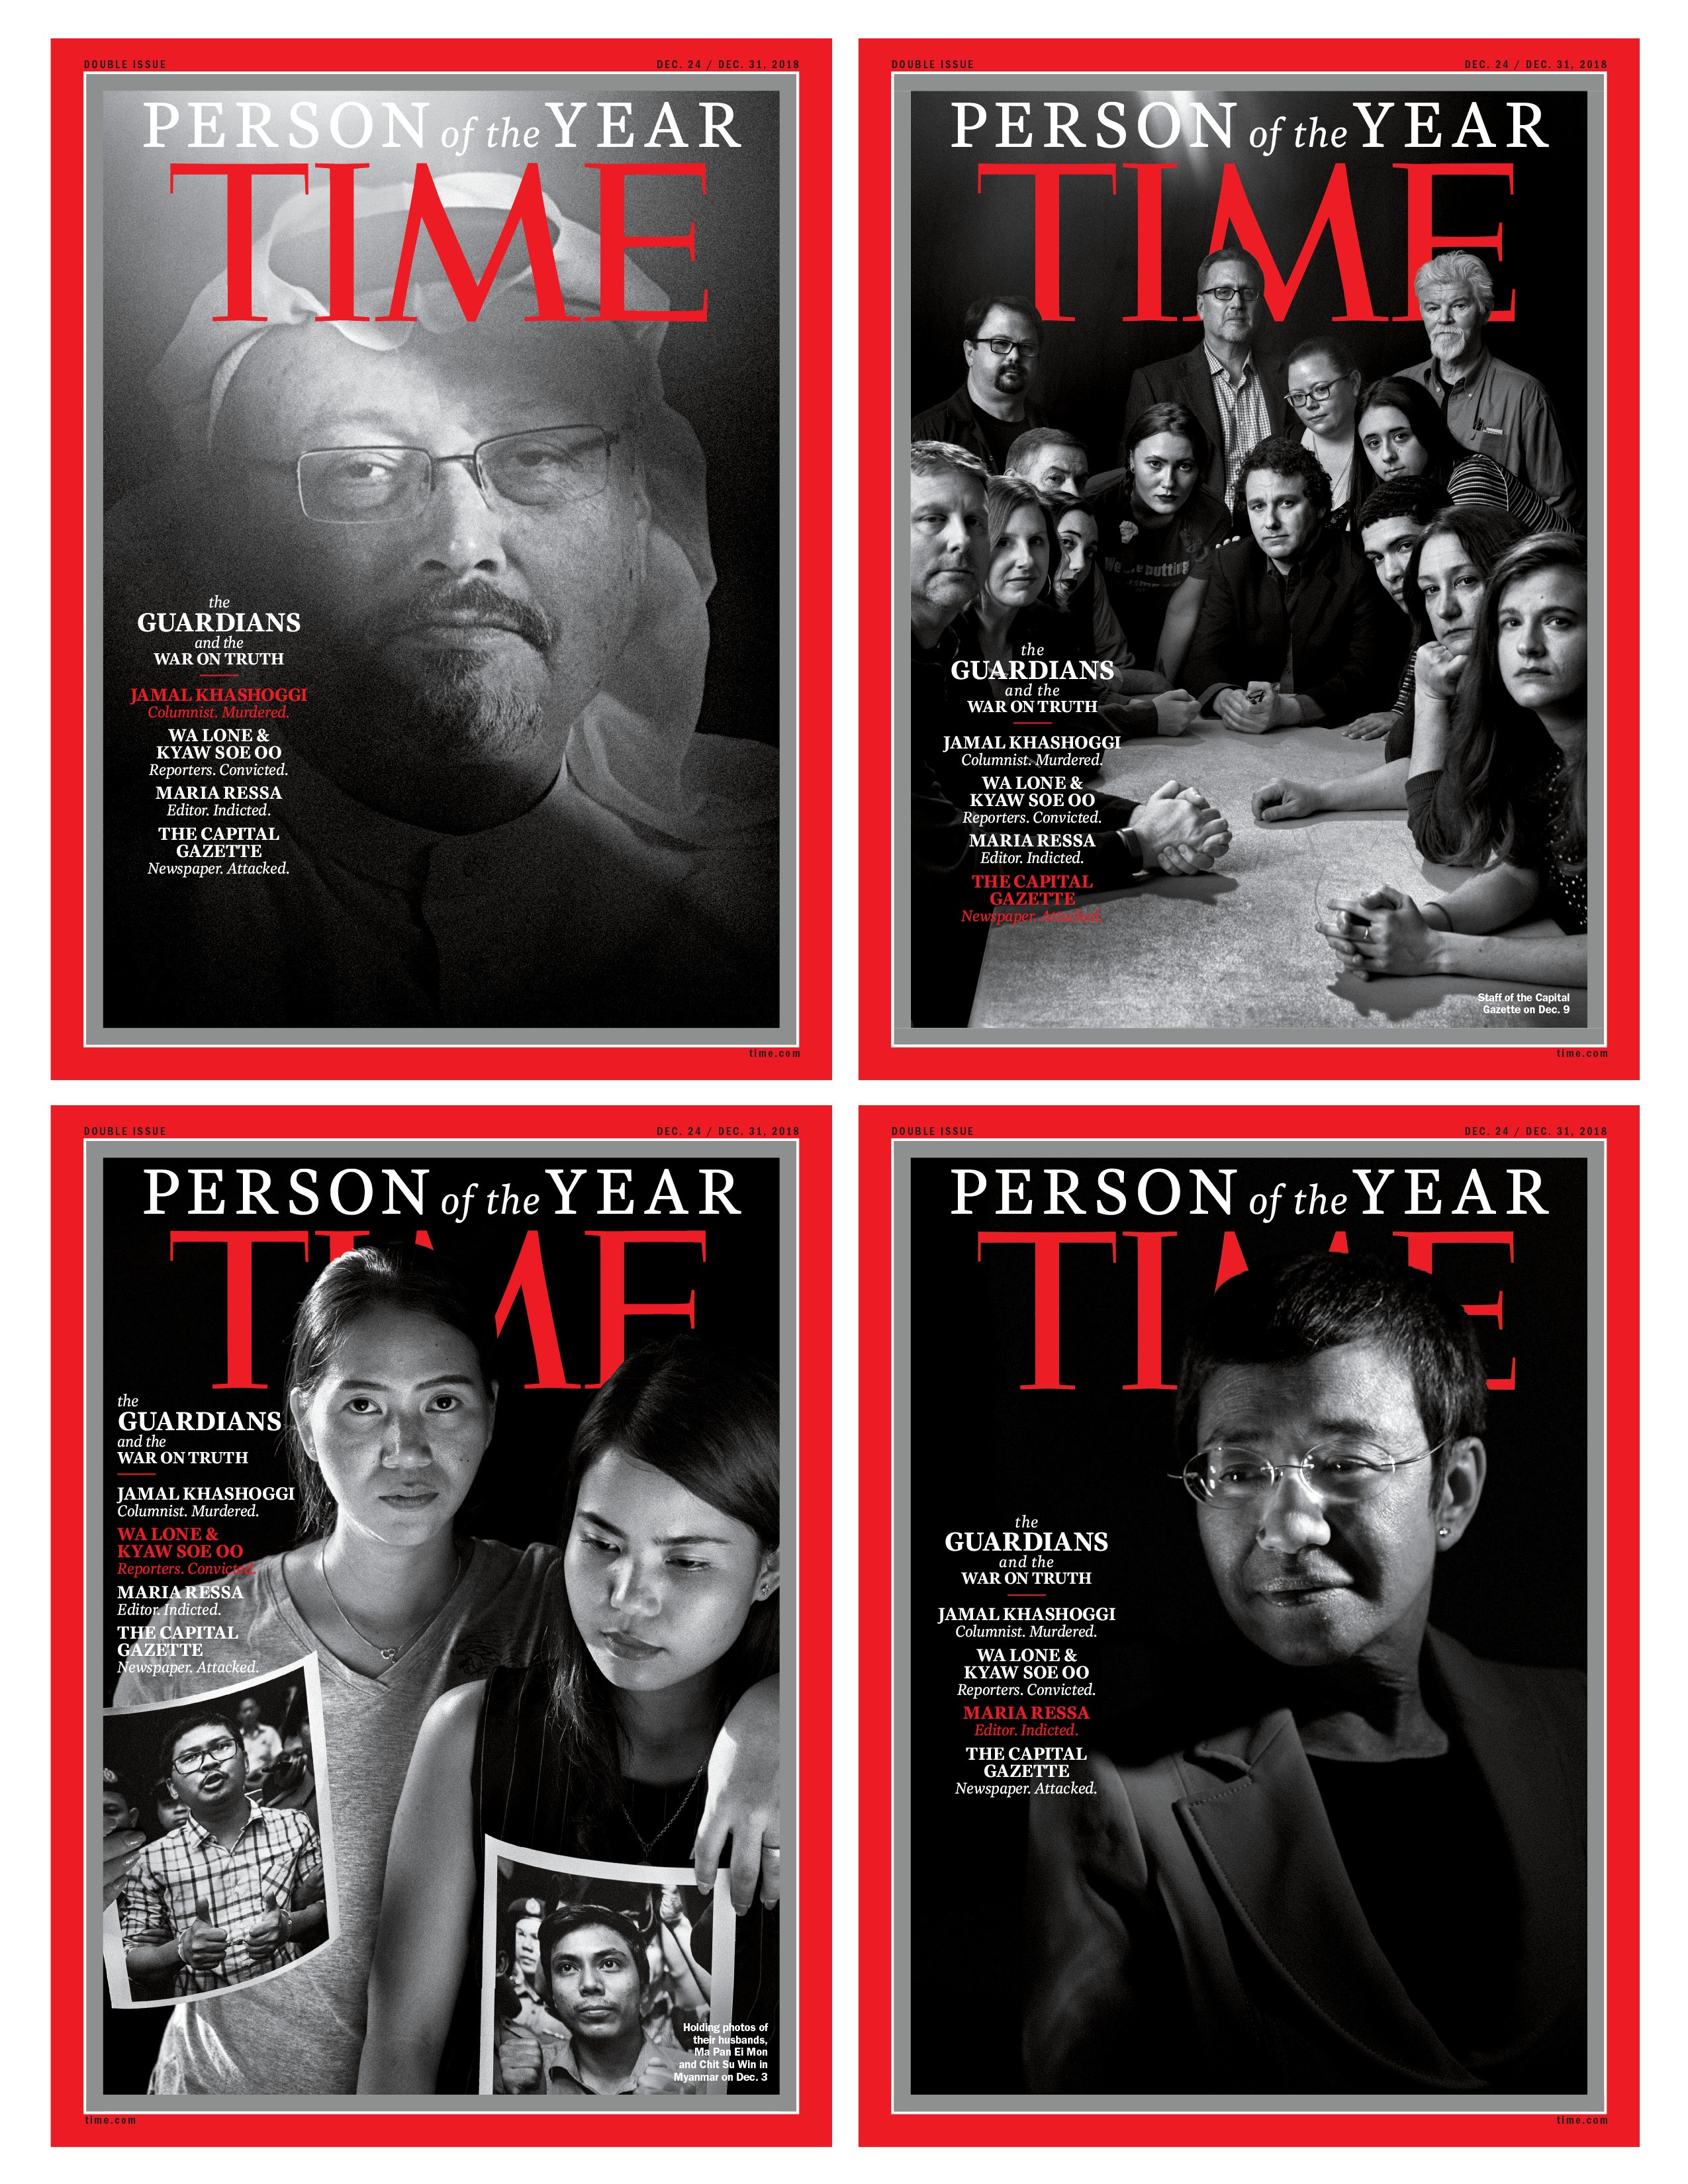 DOUBLE ISSUE
DEC. 24 / DEC. 31, 2018
PERSON of the YEAR
TIME
the
GUARDIANS
and the
WAR ON TRUTH
JAMAL KHASHOGGI
Columnist. Murdered.
WA LONE &
KYAW SOE OO
Reporters. Convicted.
MARIA RESSA
Editor. Indicted.
THE CAPITAL
GAZETTE
Newspaper. Attacked.
time.com
DOUBLE ISSUE
DEC. 24 / DEC. 31, 2018
PERSON of the YEAR
TIME
We are putting
the
GUARDIANS
and the
WAR ON TRUTH
JAMAL KHASHOGGI
Columnist. Murdered.
WA LONE &
KYAW SOE OO
Reporters. Convicted.
MARIA RESSA
Editor. Indicted.
THE CAPITAL
GAZETTE
Newspaper. Attacked.
Staff of the Capital
Gazette on Dec. 9
time.com
DOUBLE ISSUE
DEC. 24 / DEC. 31, 2018
PERSON of the YEAR
TIME
the
GUARDIANS
and the
WAR ON TRUTH
JAMAL KHASHOGGI
Columnist. Murdered.
WA LONE &
KYAW SOE OO
Reporters. Convicted.
MARIA RESSA
Editor. Indicted.
THE CAPITAL
GAZETTE
Newspaper. Attacked.
Holding photos of
their husbands,
Ma Pan Ei Mon
and Chit Su Win in
Myanmar on Dec. 3
time.com
DOUBLE ISSUE
DEC. 24 / DEC. 31, 2018
PERSON of the YEAR
TIME
the
GUARDIANS
and the
WAR ON TRUTH
JAMAL KHASHOGGI
Columnist. Murdered.
WA LONE &
KYAW SOE OO
Reporters. Convicted.
MARIA RESSA
Editor. Indicted.
THE CAPITAL
GAZETTE
Newspaper. Attacked.
time.com